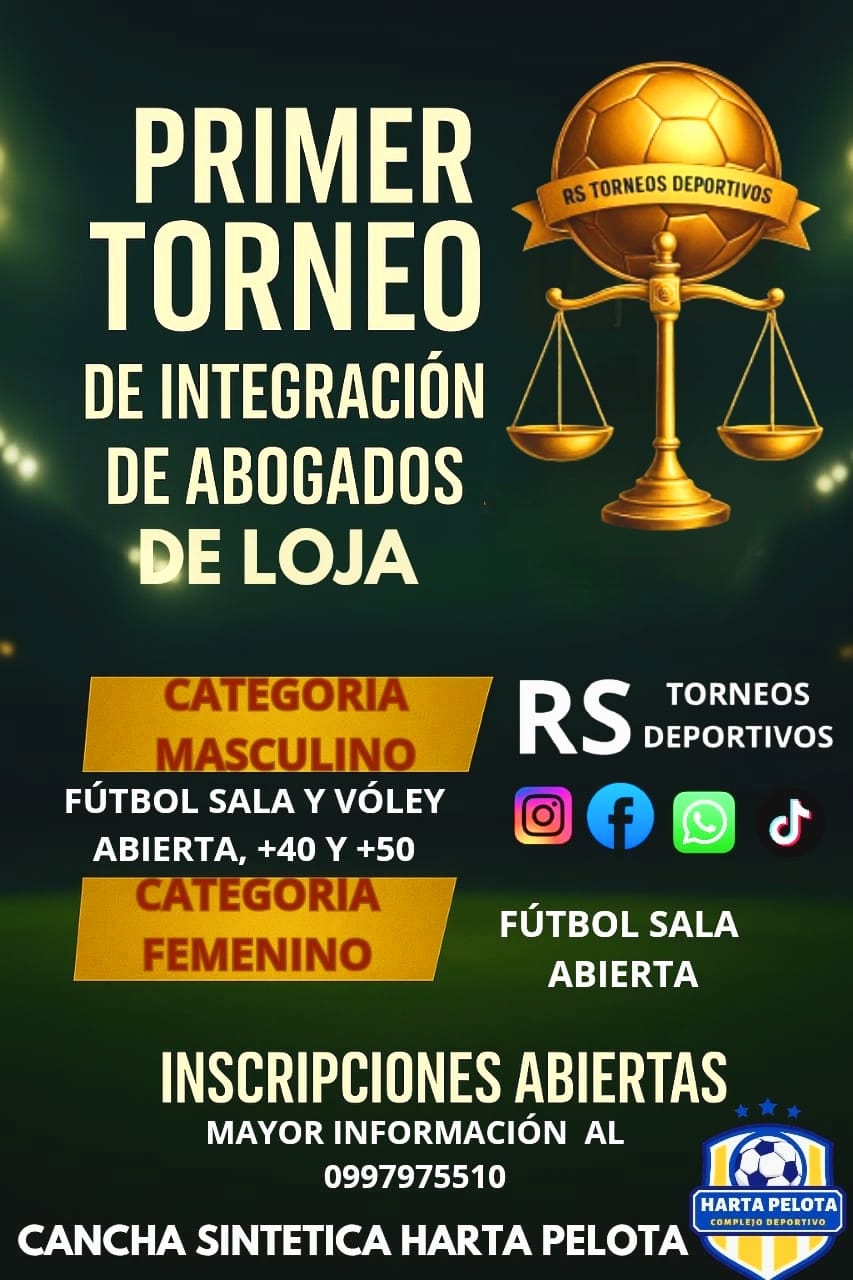 PRIMER
TORNEO
DE INTEGRACIÓN
DE ABOGADOS
DE LOJA
RS TORNEOS DEPORTIVOS
CATEGORIA
MASCULINO
FÚTBOL SALA Y VÓLEY
ABIERTA, +40 Y +50
RS TORNEOS
DEPORTIVOS
CATEGORIA
FEMENINO
FÚTBOL SALA
ABIERTA
INSCRIPCIONES ABIERTAS
MAYOR INFORMACIÓN AL
0997975510
CANCHA SINTETICA HARTA PELOTA
HARTA PELOTA
COMPLEJO DEPORTIVO